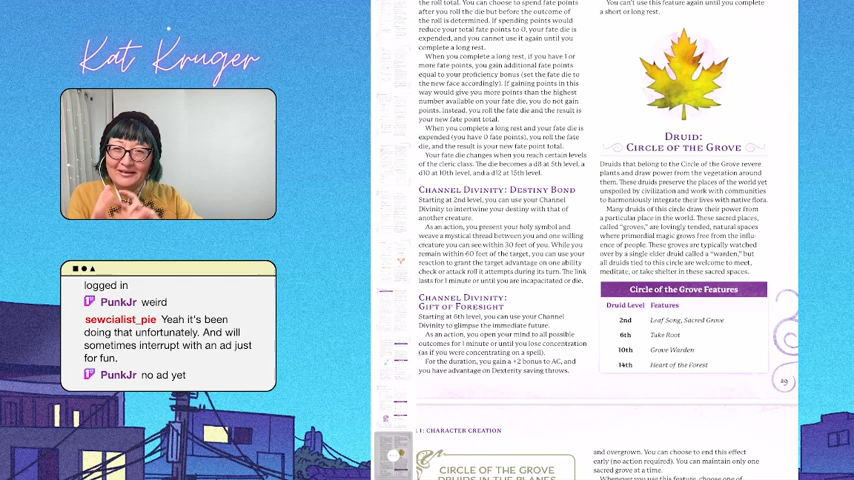 Kat Kruger
logged in
PunkJr weird
sewcialist_pie Yeah it's been
doing that unfortunately. And will
sometimes interrupt with an ad just
for fun.
PunkJr no ad yet
the roll total. You can choose to spend fate points
after you roll the die but before the outcome of
the roll is determined. If spending points would
reduce your total fate points to 0, your fate die is
expended, and you cannot use it again until you
complete a long rest.
When you complete a long rest, if you have 1 or
more fate points, you gain additional fate points
equal to your proficiency bonus (set the fate die to
the new face accordingly). If gaining points in this
way would give you more points than the highest
number available on your fate die, you do not gain
points. Instead, you roll the fate die and the result is
your new fate point total.
When you complete a long rest and your fate die is
expended (you have 0 fate points), you roll the fate
die, and the result is your new fate point total.
Your fate die changes when you reach certain levels
of the cleric class. The die becomes a d8 at 5th level, a
d10 at 10th level, and a d12 at 15th level.
CHANNEL DIVINITY: DESTINY BOND
Starting at 2nd level, you can use your Channel
Divinity to intertwine your destiny with that of
another creature.
As an action, you present your holy symbol and
weave a mystical thread between you and one willing
creature you can see within 30 feet of you. While you
remain within 60 feet of the target, you can use your
reaction to grant the target advantage on one ability
check or attack roll it attempts during its turn. The link
lasts for 1 minute or until you are incapacitated or die.
CHANNEL DIVINITY:
GIFT OF FORESIGHT
Starting at 6th level, you can use your Channel
Divinity to glimpse the immediate future.
As an action, you open your mind to all possible
outcomes for 1 minute or until you lose concentration
(as if you were concentrating on a spell).
For the duration, you gain a +2 bonus to AC, and
you have advantage on Dexterity saving throws.
You can't use this feature again until you complete
a short or long rest.
DRUID:
CIRCLE OF THE GROVE
Druids that belong to the Circle of the Grove revere
plants and draw power from the vegetation around
them. These druids preserve the places of the world yet
unspoiled by civilization and work with communities
to harmoniously integrate their lives with native flora.
Many druids of this circle draw their power from
a particular place in the world. These sacred places,
called "groves," are lovingly tended, natural spaces
where primordial magic grows free from the influ-
ence of people. These groves are typically watched
over by a single elder druid called a "warden," but
all druids tied to this circle are welcome to meet,
meditate, or take shelter in these sacred spaces.
Circle of the Grove Features
Druid Level Features
2nd Leaf Song, Sacred Grove
6th Take Root
10th Grove Warden
14th Heart of the Forest
29
1: CHARACTER CREATION
CIRCLE OF THE GROVE
DRUIDS IN THE PLANES
and overgrown. You can choose to end this effect
early (no action required). You can maintain only one
sacred grove at a time.
Whenever you use this feature, choose one of